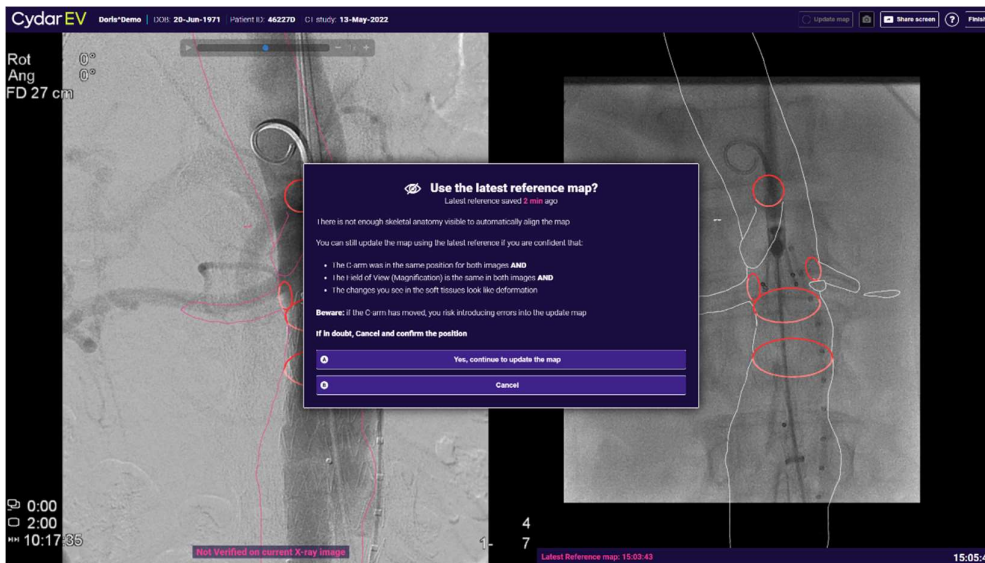 CydarEV Doris*Demo DOB: 20-Jun-1971 Patient ID: 46227D CT study: 13-May-2022 Update map Share screen ? Finish
Rot 0°
Ang 0°
FD 27 cm
Use the latest reference map?
Latest reference saved 2 min ago
There is not enough skeletal anatomy visible to automatically align the map
You can still update the map using the latest reference if you are confident that:
• The C-arm was in the same position for both images AND
• The Field of View (Magnification) is the same in both images AND
• The changes you see in the soft tissues look like deformation
Beware: if the C-arm has moved, you risk introducing errors into the update map
If in doubt, Cancel and confirm the position
A Yes, continue to update the map
B Cancel
0:00
2:00
10:17:35
Not Verified on current X-ray image
4
1- 7
Latest Reference map: 15:03:43
15:05:4